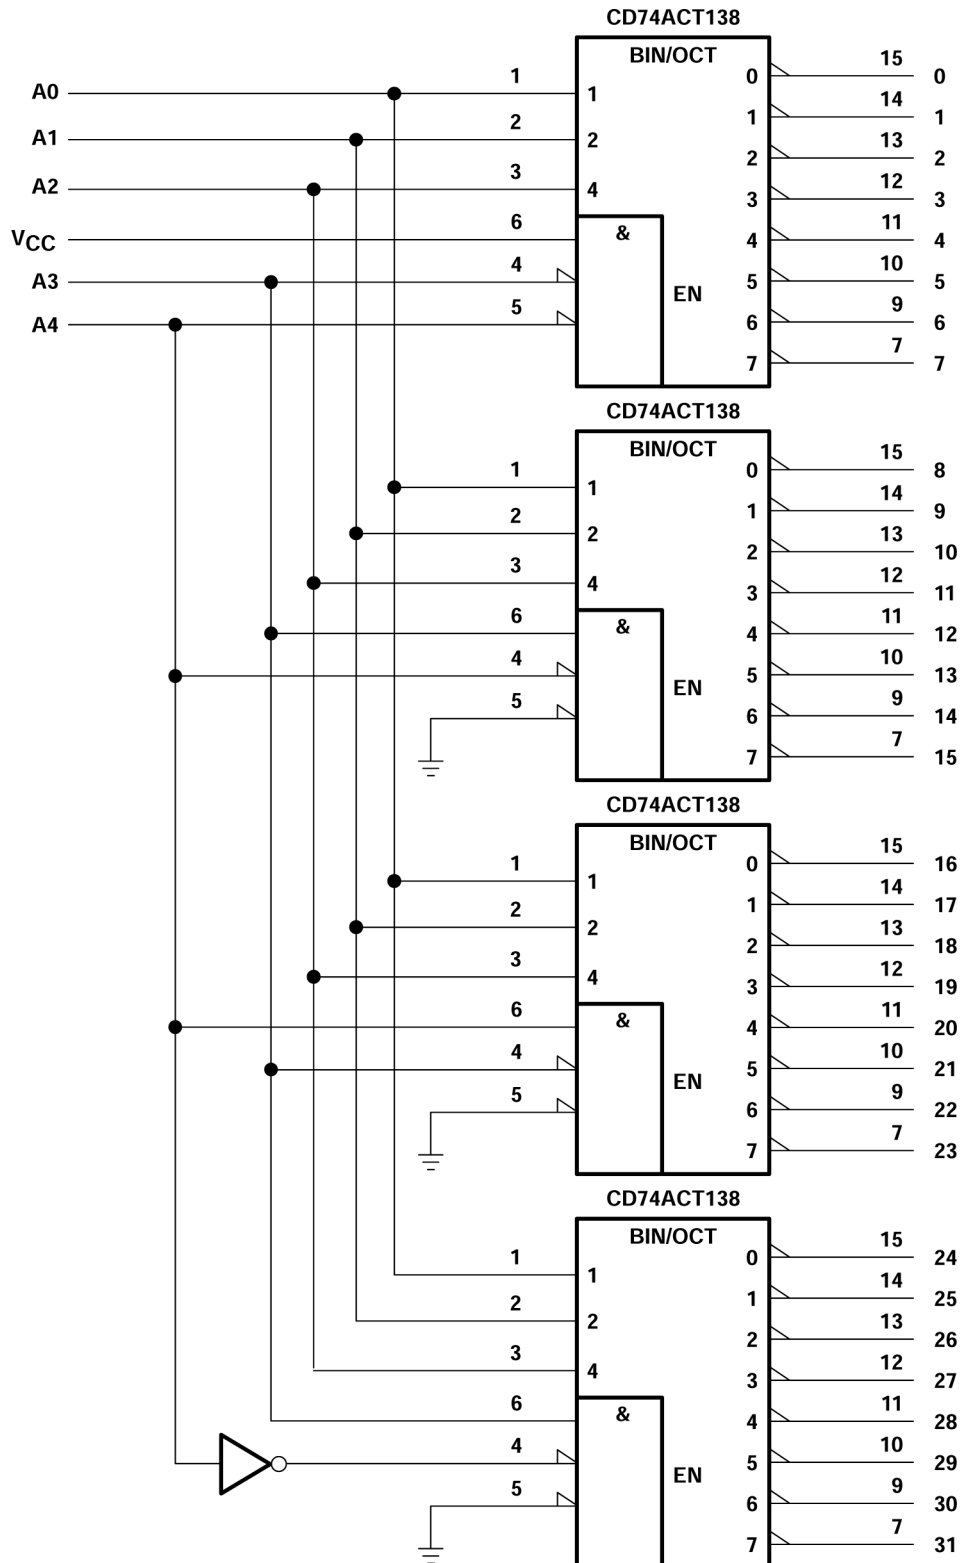 CD74ACT138
BIN/OCT
A0 1 1 0 15 0
A1 2 2 1 14 1
2 13 2
A2 3 4 3 12 3
VCC 6 & 4 11 4
A3 4 5 10 5
EN
A4 5 6 9 6
7 7 7
CD74ACT138
BIN/OCT
1 1 0 15 8
2 2 1 14 9
2 13 10
3 4 3 12 11
6 & 4 11 12
4 5 10 13
EN
5 6 9 14
7 7 15
CD74ACT138
BIN/OCT
1 1 0 15 16
2 2 1 14 17
2 13 18
3 4 3 12 19
6 & 4 11 20
4 5 10 21
EN
5 6 9 22
7 7 23
CD74ACT138
BIN/OCT
1 1 0 15 24
2 2 1 14 25
2 13 26
3 4 3 12 27
6 & 4 11 28
4 5 10 29
EN
5 6 9 30
7 7 31